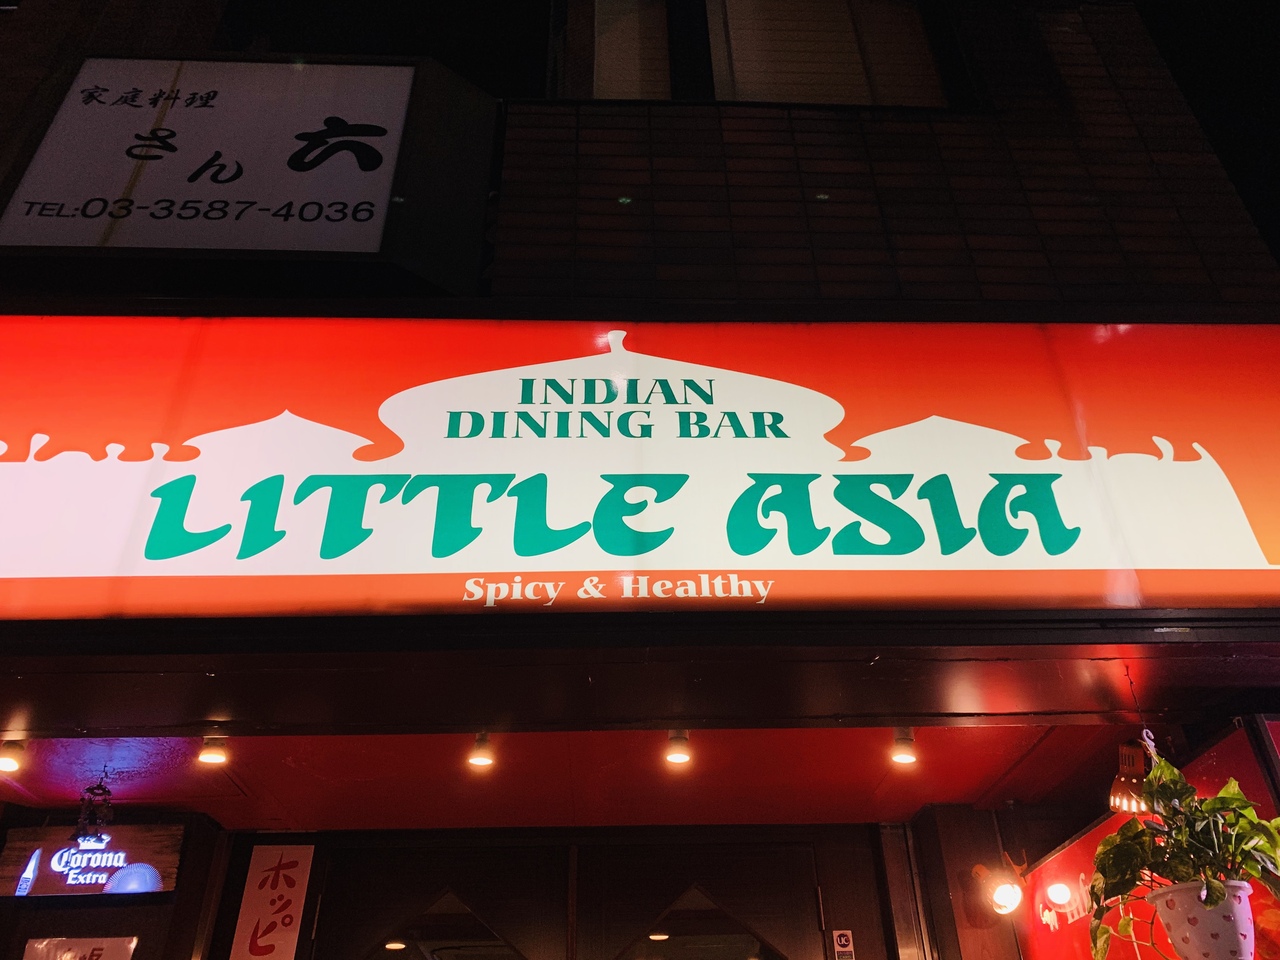 家庭料理
さん六
TEL:03-3587-4036
INDIAN
DINING BAR
LITTLE ASIA
Spicy & Healthy
Corona
Extra
ホッピ
UC